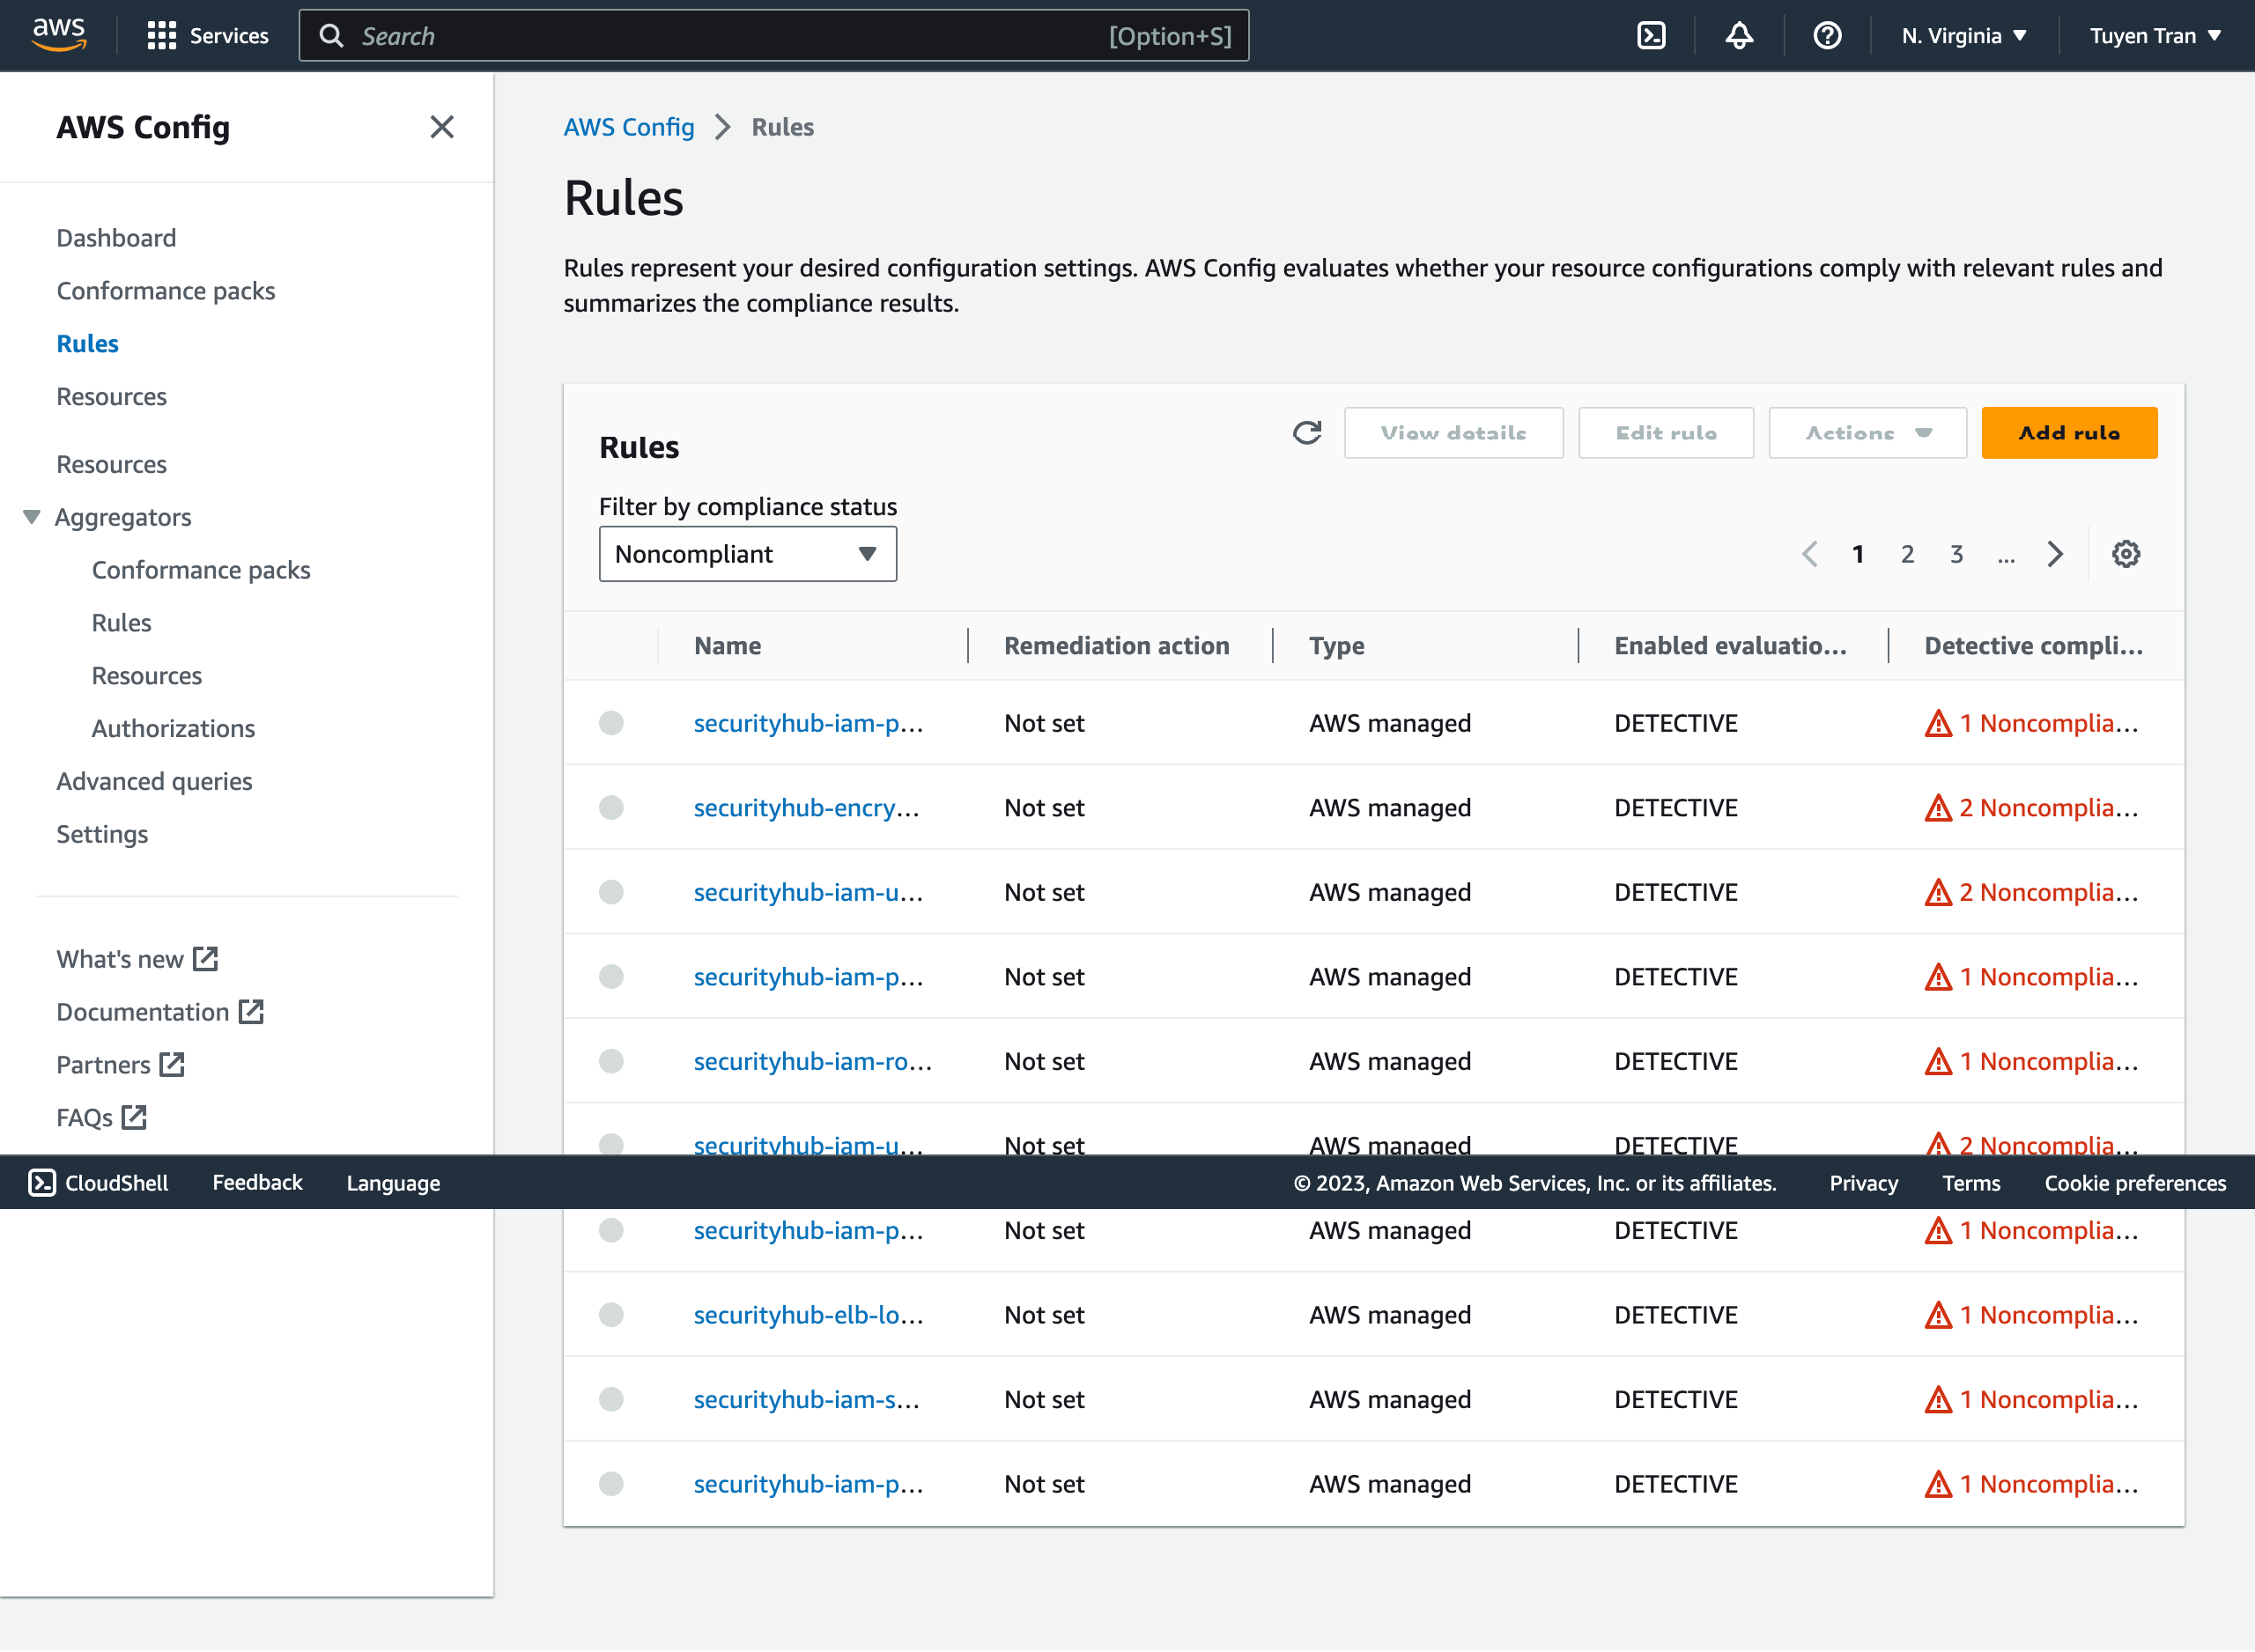 aws
Services
Search
[Option+S]
N. Virginia
Tuyen Tran
AWS Config
Dashboard
Conformance packs
Rules
Resources
Resources
Aggregators
Conformance packs
Rules
Resources
Authorizations
Advanced queries
Settings
What's new
Documentation
Partners
FAQs
AWS Config
Rules
Rules
Rules represent your desired configuration settings. AWS Config evaluates whether your resource configurations comply with relevant rules and
summarizes the compliance results.
Rules
View details
Edit rule
Actions
Add rule
Filter by compliance status
Noncompliant
1 2 3 ...
Name Remediation action Type Enabled evaluatio... Detective compli...
securityhub-iam-p... Not set AWS managed DETECTIVE 1 Noncomplia...
securityhub-encry... Not set AWS managed DETECTIVE 2 Noncomplia...
securityhub-iam-u... Not set AWS managed DETECTIVE 2 Noncomplia...
securityhub-iam-p... Not set AWS managed DETECTIVE 1 Noncomplia...
securityhub-iam-ro... Not set AWS managed DETECTIVE 1 Noncomplia...
securityhub-iam-u... Not set AWS managed DETECTIVE 2 Noncomplia...
CloudShell Feedback Language © 2023, Amazon Web Services, Inc. or its affiliates. Privacy Terms Cookie preferences
securityhub-iam-p... Not set AWS managed DETECTIVE 1 Noncomplia...
securityhub-elb-lo... Not set AWS managed DETECTIVE 1 Noncomplia...
securityhub-iam-s... Not set AWS managed DETECTIVE 1 Noncomplia...
securityhub-iam-p... Not set AWS managed DETECTIVE 1 Noncomplia...